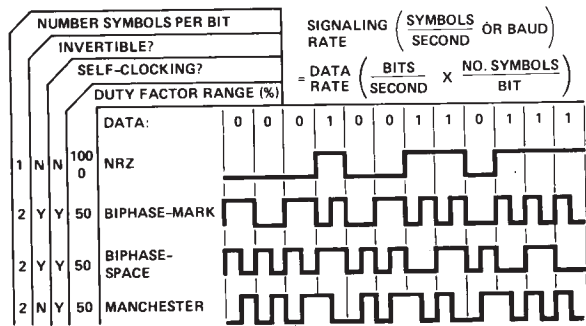 NUMBER SYMBOLS PER BIT
INVERTIBLE?
SELF-CLOCKING?
DUTY FACTOR RANGE (%)
SIGNALING RATE (SYMBOLS/SECOND OR BAUD)
= DATA RATE (BITS/SECOND X NO. SYMBOLS/BIT)
DATA: 0 0 0 1 0 0 1 1 0 1 1 1
1 N N 100 0 NRZ
2 Y Y 50 BIPHASE-MARK
2 Y Y 50 BIPHASE-
SPACE
2 N Y 50 MANCHESTER